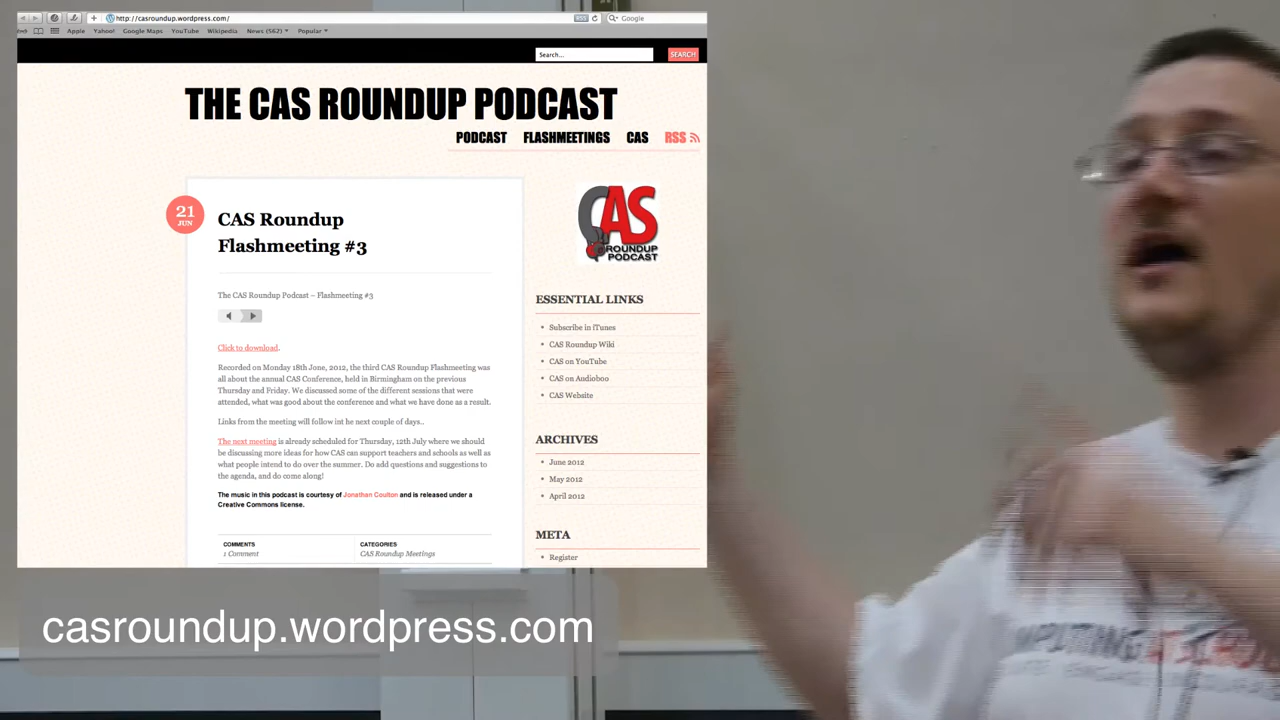 http://casroundup.wordpress.com/
RSS
Google
Apple Yahoo! Google Maps YouTube Wikipedia News (562) Popular
Search...
SEARCH
THE CAS ROUNDUP PODCAST
PODCAST FLASHMEETINGS CAS RSS
21
JUN
CAS Roundup
Flashmeeting #3
The CAS Roundup Podcast – Flashmeeting #3
Click to download.
Recorded on Monday 18th June, 2012, the third CAS Roundup Flashmeeting was
all about the annual CAS Conference, held in Birmingham on the previous
Thursday and Friday. We discussed some of the different sessions that were
attended, what was good about the conference and what we have done as a result.
Links from the meeting will follow int he next couple of days..
The next meeting is already scheduled for Thursday, 12th July where we should
be discussing more ideas for how CAS can support teachers and schools as well as
what people intend to do over the summer. Do add questions and suggestions to
the agenda, and do come along!
The music in this podcast is courtesy of Jonathan Coulton and is released under a
Creative Commons license.
COMMENTS
1 Comment
CATEGORIES
CAS Roundup Meetings
CAS
ROUNDUP
PODCAST
ESSENTIAL LINKS
Subscribe in iTunes
CAS Roundup Wiki
CAS on YouTube
CAS on Audioboo
CAS Website
ARCHIVES
June 2012
May 2012
April 2012
META
Register
casroundup.wordpress.com